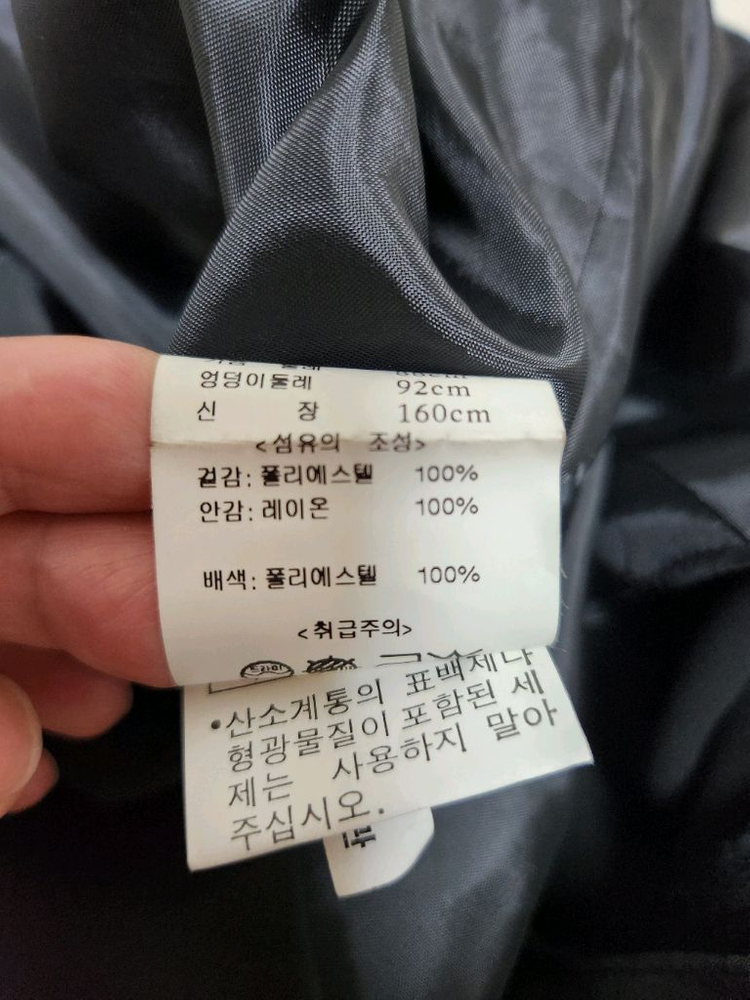 엉덩이둘레 92cm
신 장 160cm
<섬유의 조성>
겉감: 폴리에스텔 100%
안감: 레이온 100%
배색: 폴리에스텔 100%
<취급주의>
드라이
•산소계통의 표백제나
형광물질이 포함된 세
제는 사용하지 말아
주십시오.